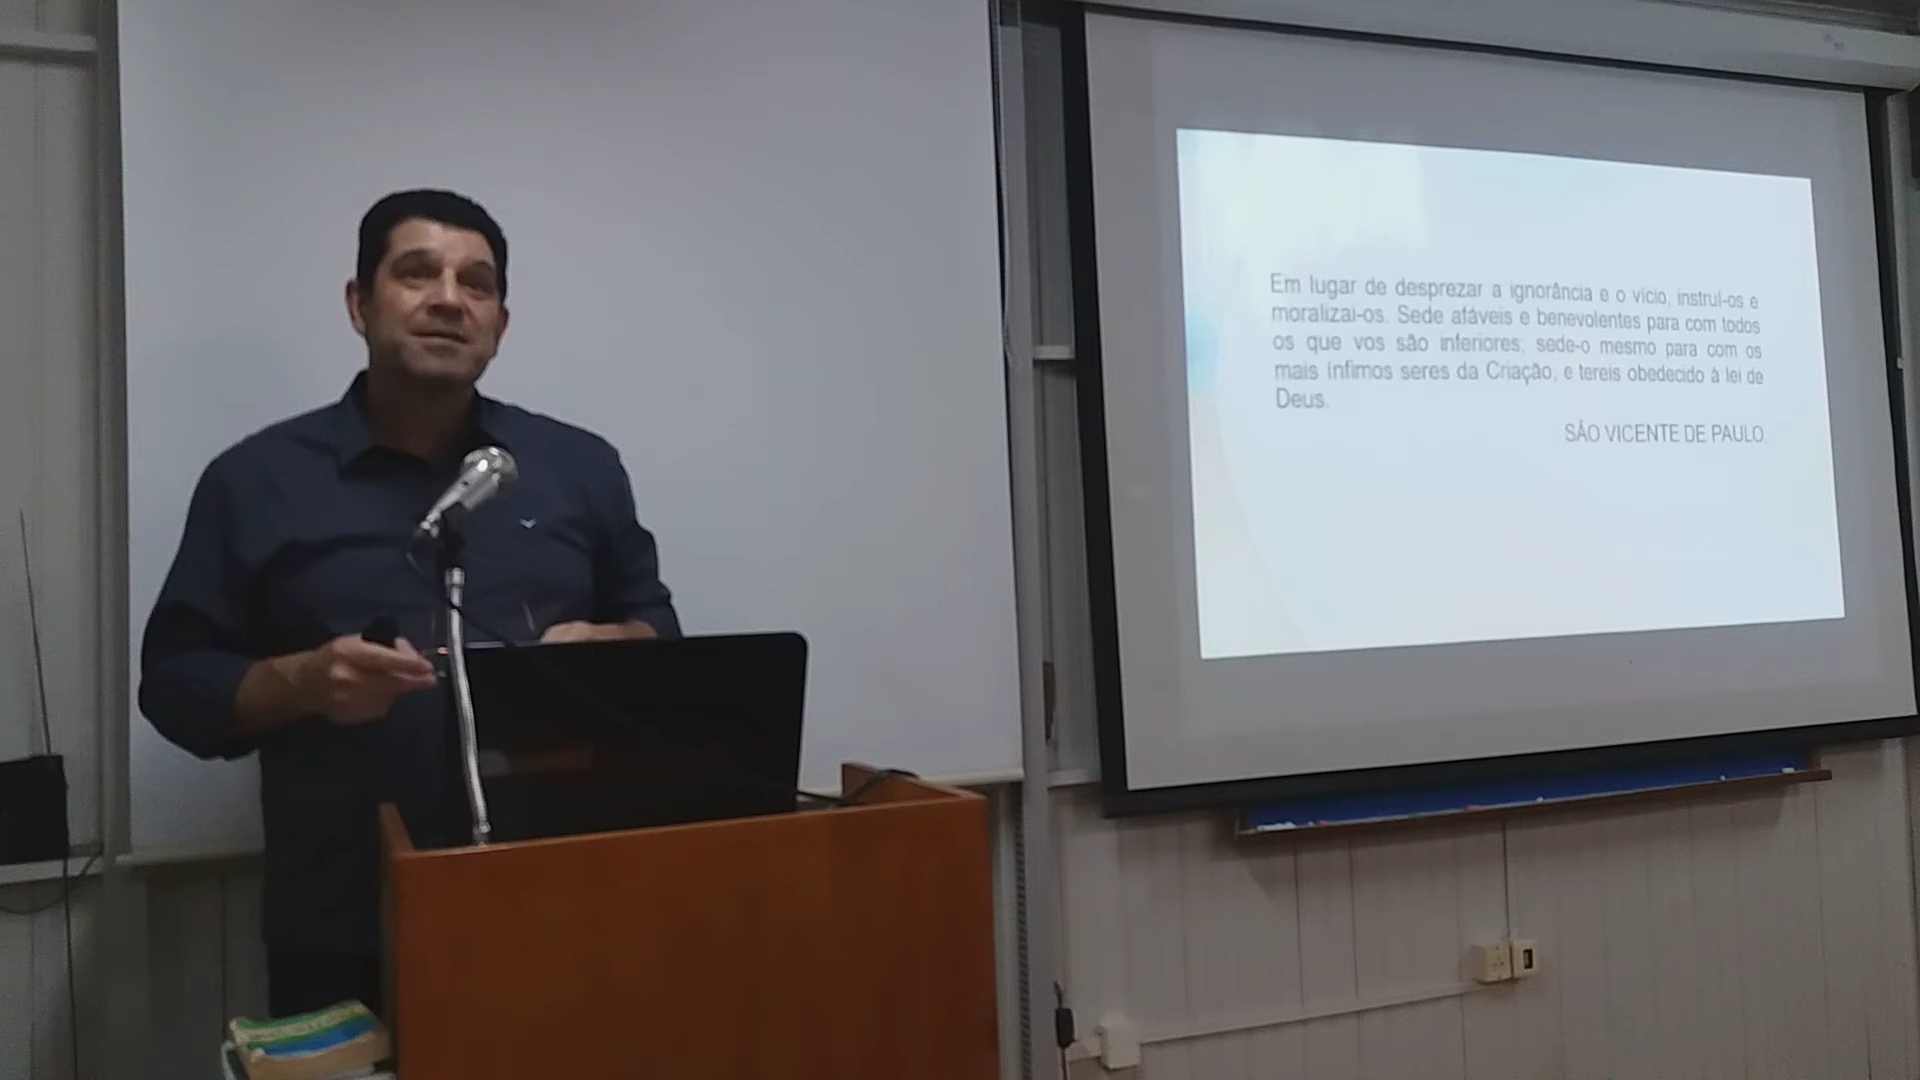 Em lugar de desprezar a ignorância e o vício, instruí-os e
moralizai-os. Sede afáveis e benevolentes para com todos
os que vos são inferiores; sede-o mesmo para com os
mais ínfimos seres da Criação, e tereis obedecido à lei de
Deus.
SÃO VICENTE DE PAULO.